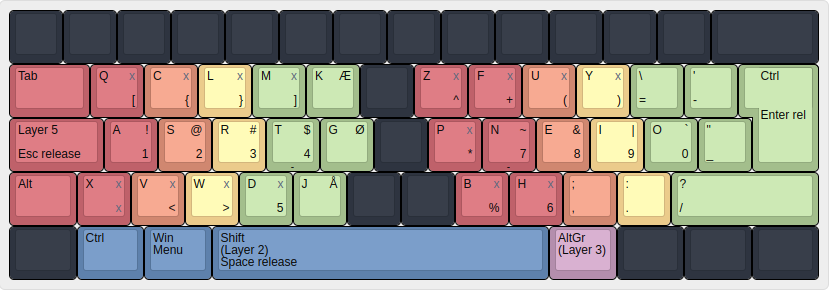 Tab Q x [ C x { L x } M x ] K Æ Z x ^ F x + U x ( Y x ) \ = ' - Ctrl
Enter rel
Layer 5 Esc release A ! 1 S @ 2 R # 3 T $ 4 - G Ø P x * N ~ 7 - E & 8 I | 9 O ` 0 " _
Alt X x x V x < W x > D x 5 J Å B x % H x 6 ; , : . ? /
Ctrl Win Menu Shift (Layer 2) Space release AltGr (Layer 3)